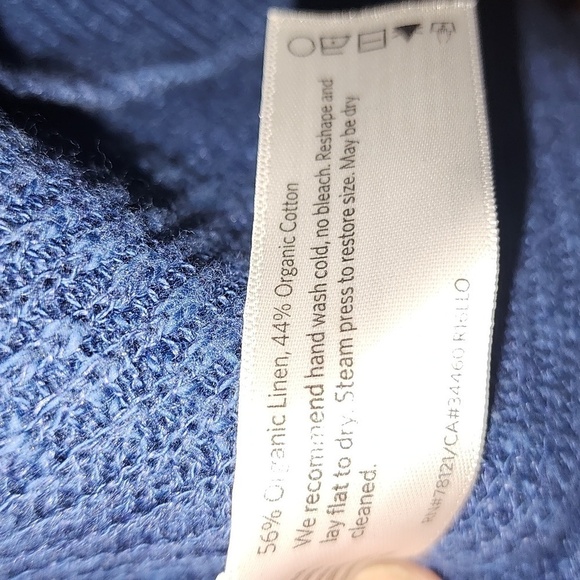 56% Organic Linen, 44% Organic Cotton
We recommend hand wash cold, no bleach. Reshape and
lay flat to dry. Steam press to restore size. May be dry
cleaned.
RN#78121/CA#34460